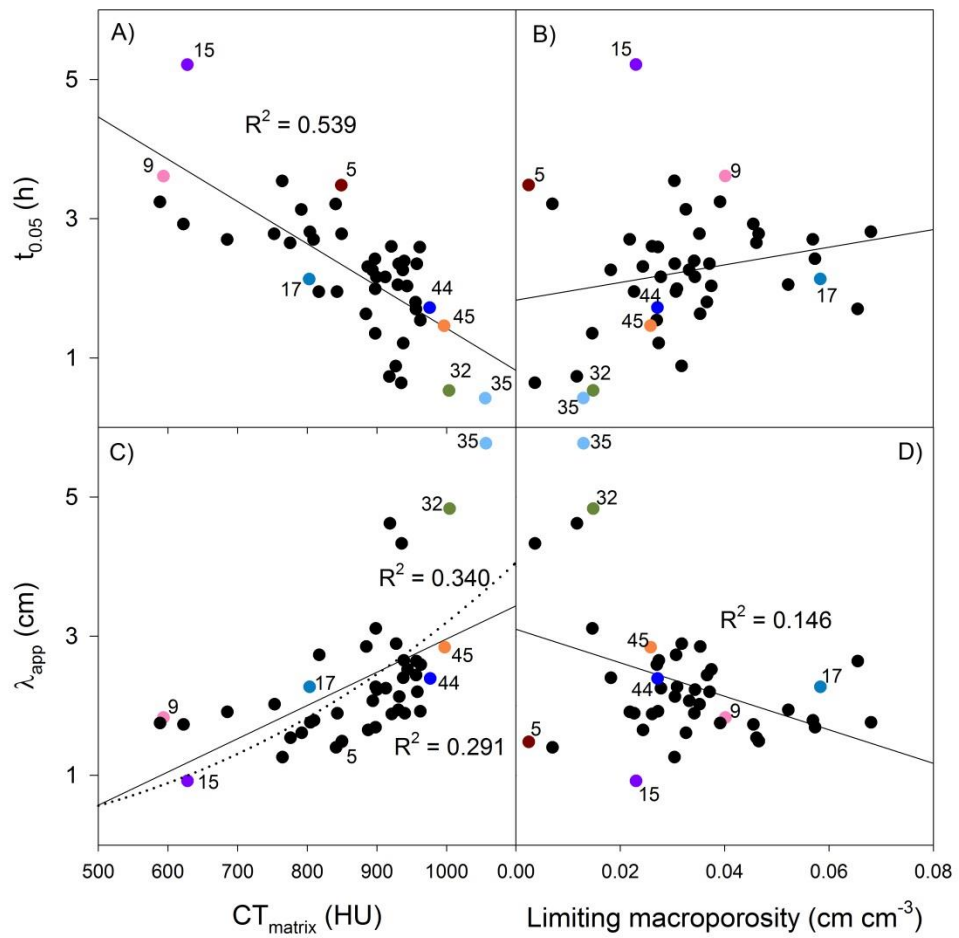 A)
B)
15
15
5
R² = 0.539
9
5
5
9
3
t₀.₀₅ (h)
17
44
44
17
45
45
1
32
35
32
35
C)
35
35
D)
5
32
32
R² = 0.340
R² = 0.146
3
λapp (cm)
45
45
17
44
44
17
9
9
R² = 0.291
5
5
1
15
15
500 600 700 800 900 1000 0.00 0.02 0.04 0.06 0.08
CTmatrix (HU)
Limiting macroporosity (cm cm⁻³)